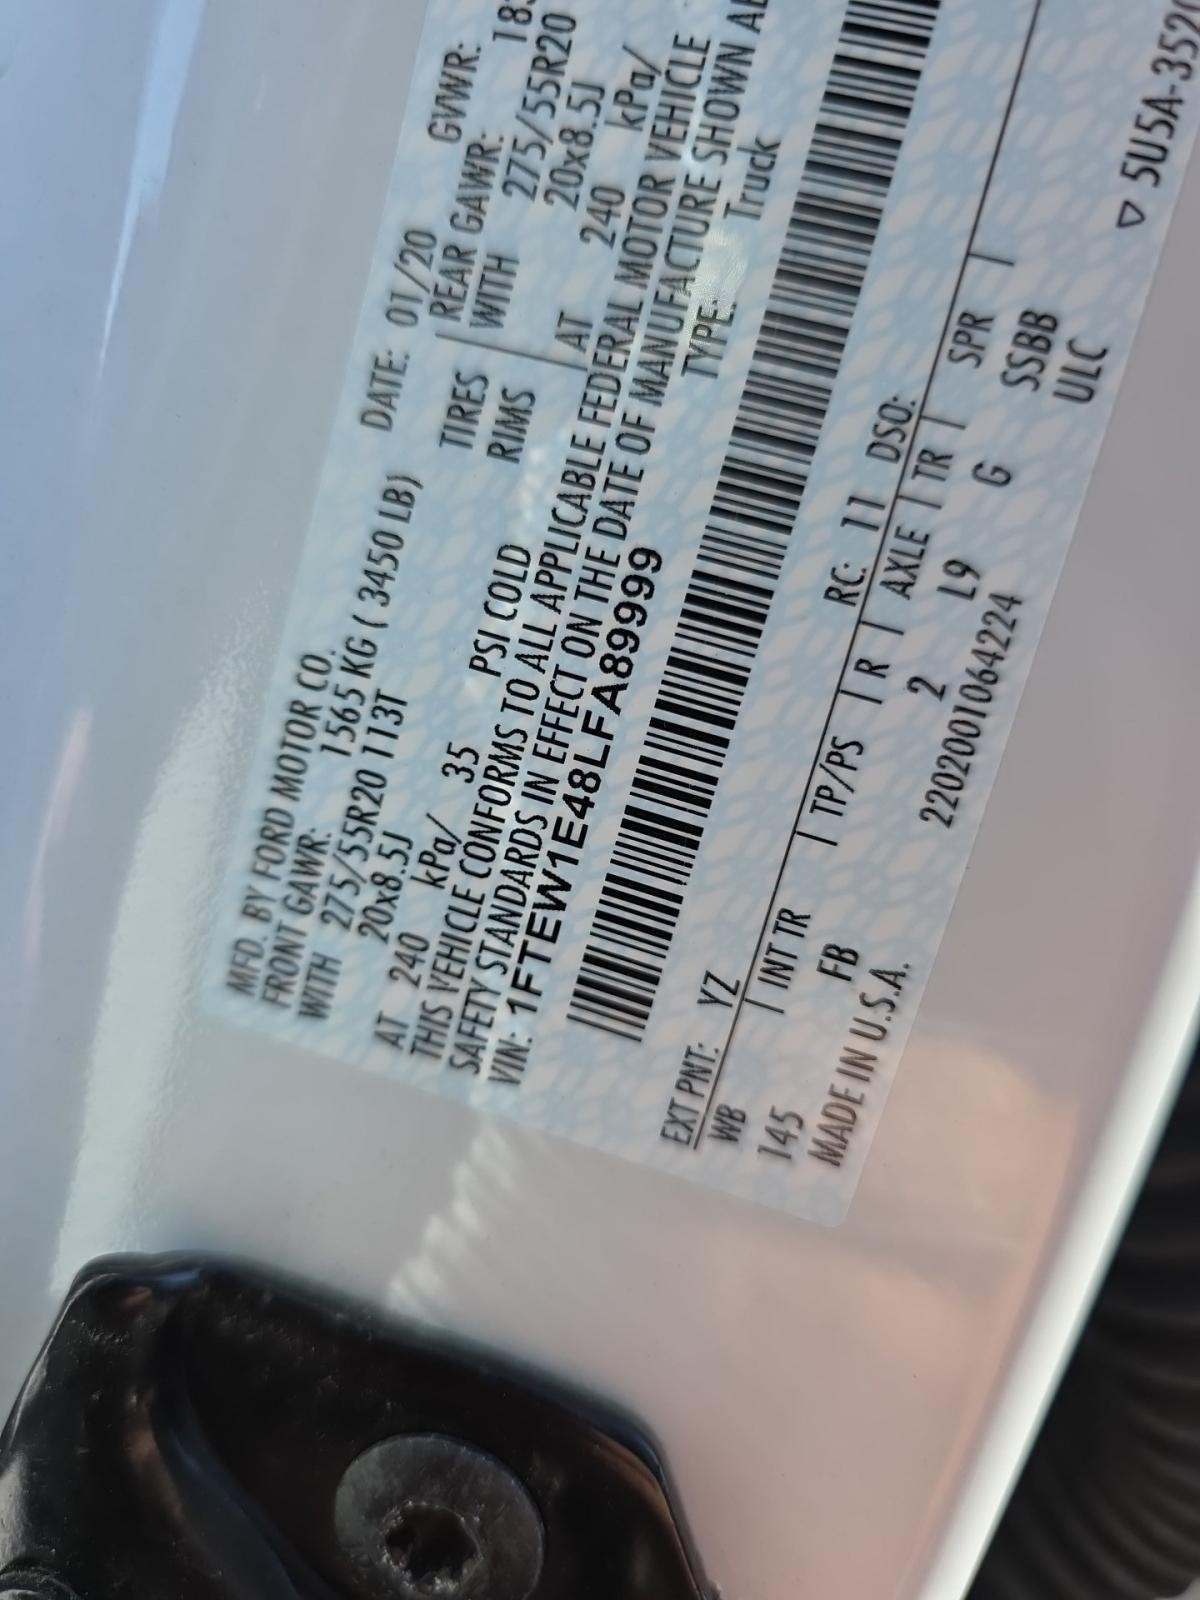 MFD. BY FORD MOTOR CO. DATE: 01/20 GVWR:
FRONT GAWR: 1565 KG ( 3450 LB) REAR GAWR: 183
WITH 275/55R20 113T TIRES WITH 275/55R20
20x8.5J RIMS 20x8.5J
AT 240 kPa/ 35 PSI COLD AT 240 kPa/
THIS VEHICLE CONFORMS TO ALL APPLICABLE FEDERAL MOTOR VEHICLE
SAFETY STANDARDS IN EFFECT ON THE DATE OF MANUFACTURE SHOWN
VIN: 1FTEW1E48LFA89999 TYPE: Truck
EXT PNT: YZ RC: 11 DSO:
WB INT TR TP/PS R AXLE TR SPR
145 FB 2 L9 G SSBB
MADE IN U.S.A. 2202001064224 ULC
▽ 5U5A-3520